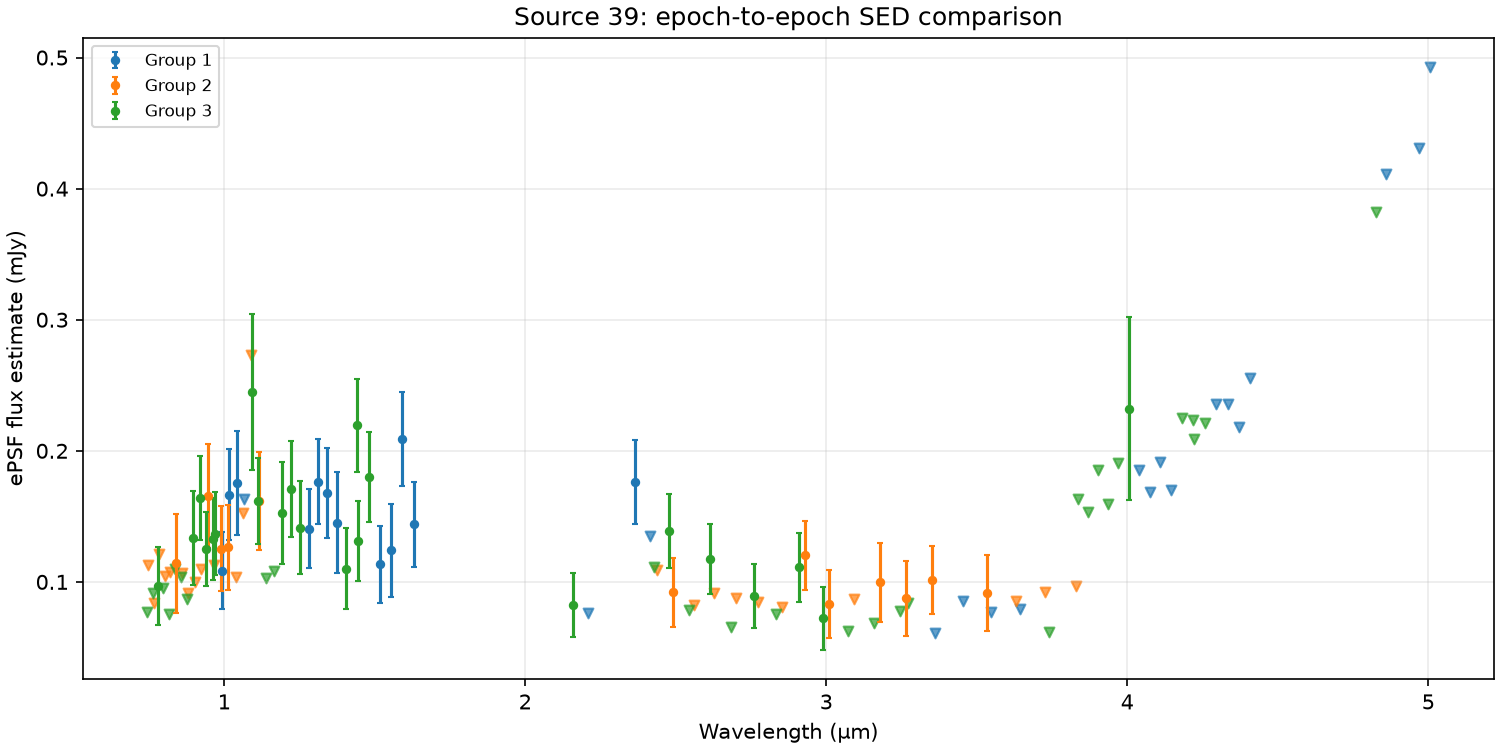 Source 39: epoch-to-epoch SED comparison
Group 1
Group 2
Group 3
ePSF flux estimate (mJy)
0.5
0.4
0.3
0.2
0.1
1 2 3 4 5
Wavelength (μm)